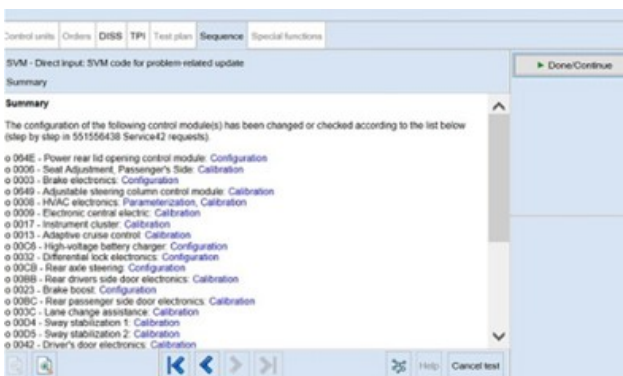 Control units Orders DISS TPI Test plan Sequence Special functions
SVM - Direct input: SVM code for problem-related update
Done/Continue
Summary
Summary
The configuration of the following control module(s) has been changed or checked according to the list below
(step by step in 551556438 Service42 requests).
o 064E - Power rear lid opening control module: Configuration
o 0006 - Seat Adjustment, Passenger's Side: Calibration
o 0003 - Brake electronics: Configuration
o 0649 - Adjustable steering column control module: Calibration
o 0008 - HVAC electronics: Parameterization, Calibration
o 0009 - Electronic central electric: Calibration
o 0017 - Instrument cluster: Calibration
o 0013 - Adaptive cruise control: Calibration
o 00C6 - High-voltage battery charger: Configuration
o 0032 - Differential lock electronics: Configuration
o 00CB - Rear axle steering: Configuration
o 00BB - Rear drivers side door electronics: Calibration
o 0023 - Brake boost: Configuration
o 00BC - Rear passenger side door electronics: Calibration
o 003C - Lane change assistance: Calibration
o 00D4 - Sway stabilization 1: Calibration
o 00D5 - Sway stabilization 2: Calibration
o 0042 - Driver's door electronics: Calibration
Help Cancel test